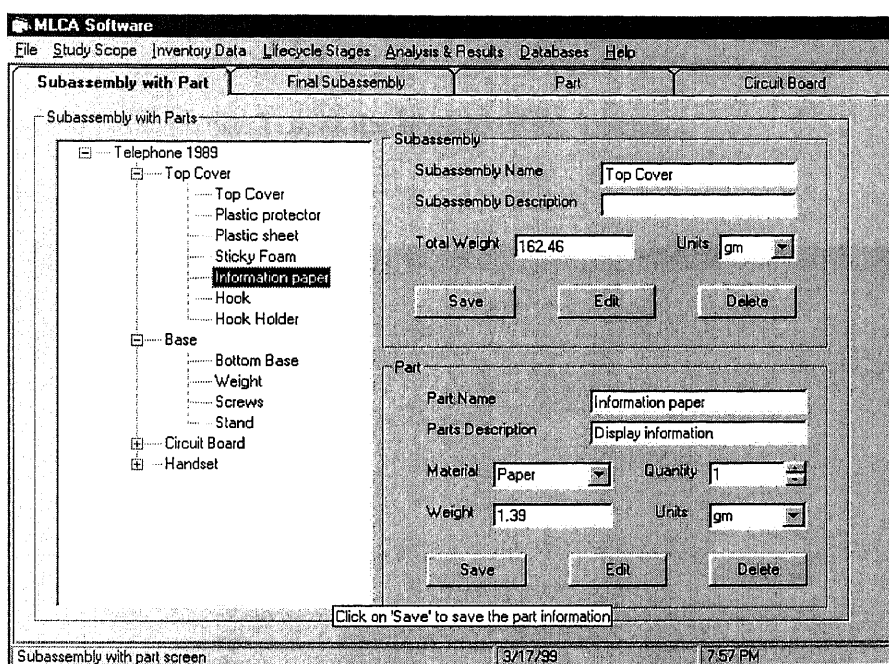 MLCA Software
File Study Scope Inventory Data Lifecycle Stages Analysis & Results Databases Help
Subassembly with Part Final Subassembly Part Circuit Board
Subassembly with Parts
Telephone 1989
Top Cover
Top Cover
Plastic protector
Plastic sheet
Sticky Foam
Information paper
Hook
Hook Holder
Base
Bottom Base
Weight
Screws
Stand
Circuit Board
Handset
Subassembly
Subassembly Name Top Cover
Subassembly Description
Total Weight 162.46 Units gm
Save Edit Delete
Part
Part Name Information paper
Parts Description Display information
Material Paper Quantity 1
Weight 1.39 Units gm
Save Edit Delete
Click on 'Save' to save the part information
Subassembly with part screen 3/17/99 7:57 PM